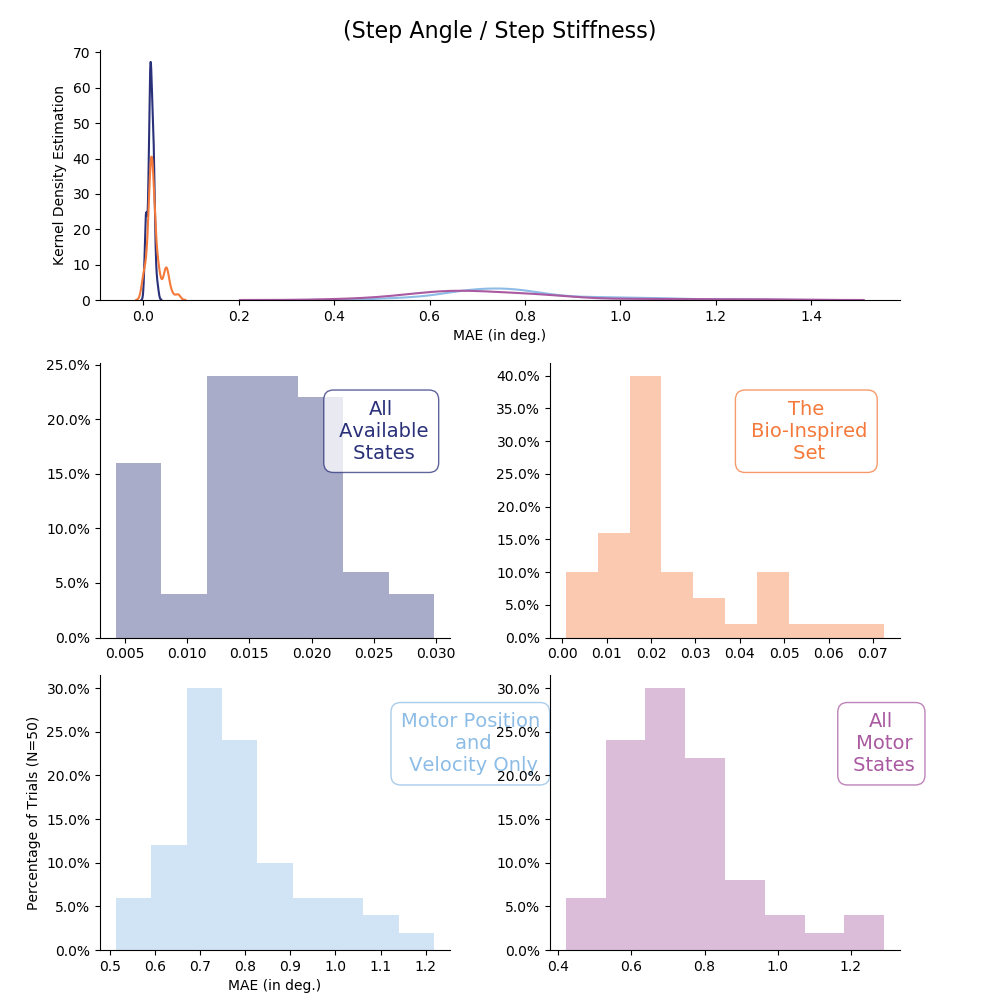 (Step Angle / Step Stiffness)
Kernel Density Estimation
70
60
50
40
30
20
10
0
0.0 0.2 0.4 0.6 0.8 1.0 1.2 1.4
MAE (in deg.)
25.0%
20.0%
15.0%
10.0%
5.0%
0.0%
All
Available
States
0.005 0.010 0.015 0.020 0.025 0.030
40.0%
35.0%
30.0%
25.0%
20.0%
15.0%
10.0%
5.0%
0.0%
The
Bio-Inspired
Set
0.00 0.01 0.02 0.03 0.04 0.05 0.06 0.07
Percentage of Trials (N=50)
30.0%
25.0%
20.0%
15.0%
10.0%
5.0%
0.0%
Motor Position
and
Velocity Only
0.5 0.6 0.7 0.8 0.9 1.0 1.1 1.2
MAE (in deg.)
30.0%
25.0%
20.0%
15.0%
10.0%
5.0%
0.0%
All
Motor
States
0.4 0.6 0.8 1.0 1.2